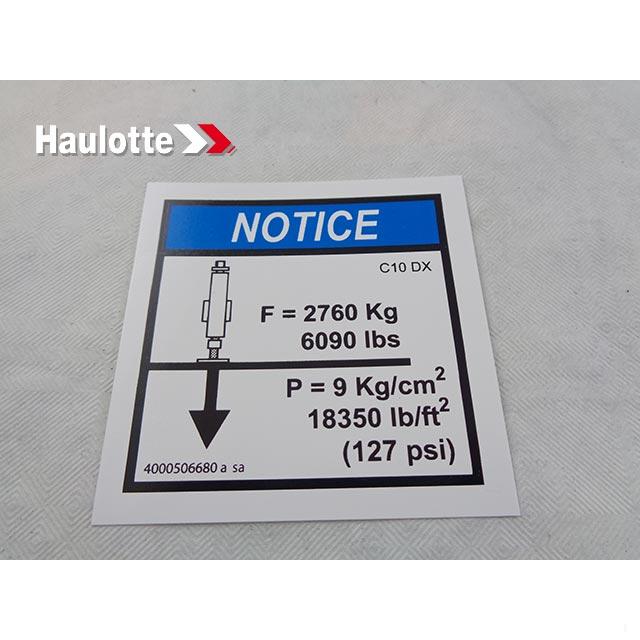 Haulotte
NOTICE
C10 DX
F = 2760 Kg
6090 lbs
P = 9 Kg/cm²
18350 lb/ft²
(127 psi)
4000506680 a sa